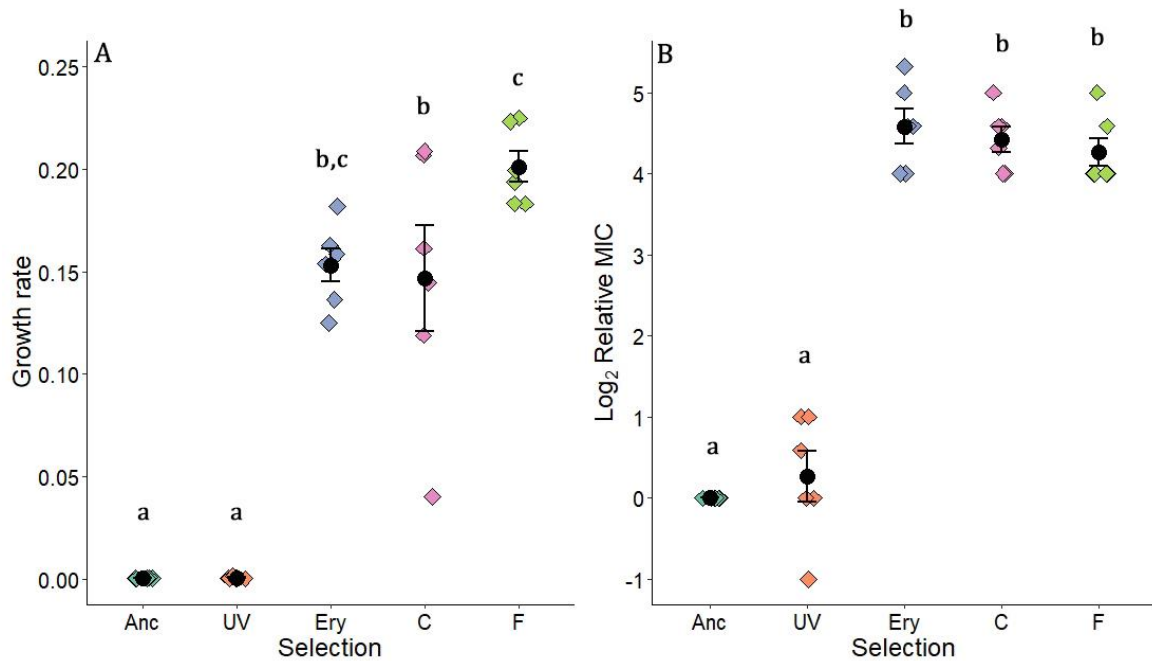 A
Growth rate
0.25
0.20
0.15
0.10
0.05
0.00
a
a
b,c
b
c
Anc
UV
Ery
C
F
Selection
B
Log₂ Relative MIC
5
4
3
2
1
0
-1
a
a
b
b
b
Anc
UV
Ery
C
F
Selection